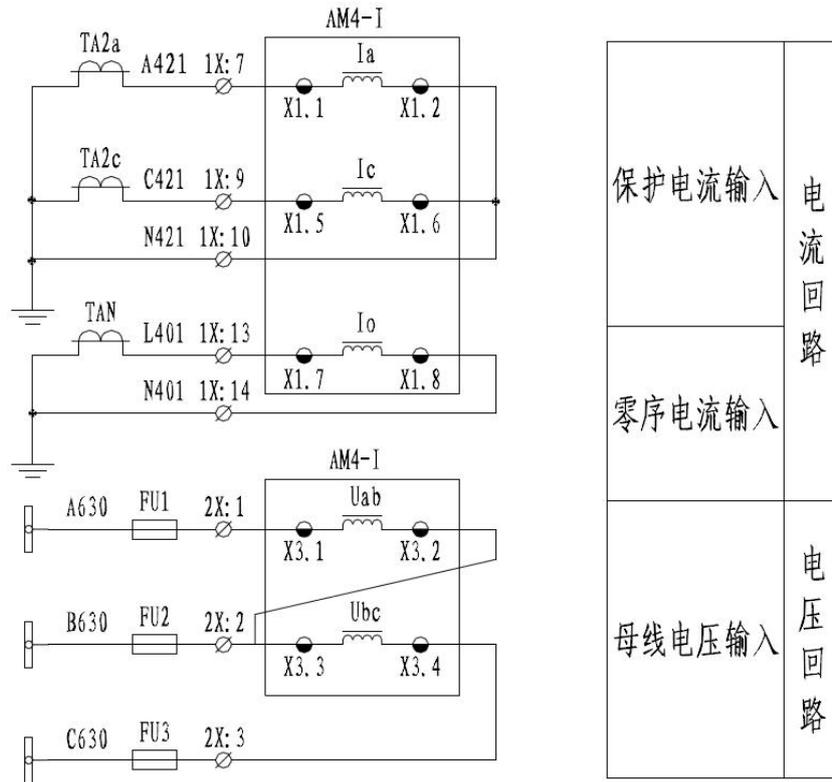 AM4-I
TA2a A421 1X:7 Ia
X1.1 X1.2
TA2c C421 1X:9 Ic
X1.5 X1.6
N421 1X:10
TAN L401 1X:13 Io
X1.7 X1.8
N401 1X:14
AM4-I
A630 FU1 2X:1 Uab
X3.1 X3.2
B630 FU2 2X:2 Ubc
X3.3 X3.4
C630 FU3 2X:3
保护电流输入
零序电流输入
电流回路
母线电压输入
电压回路